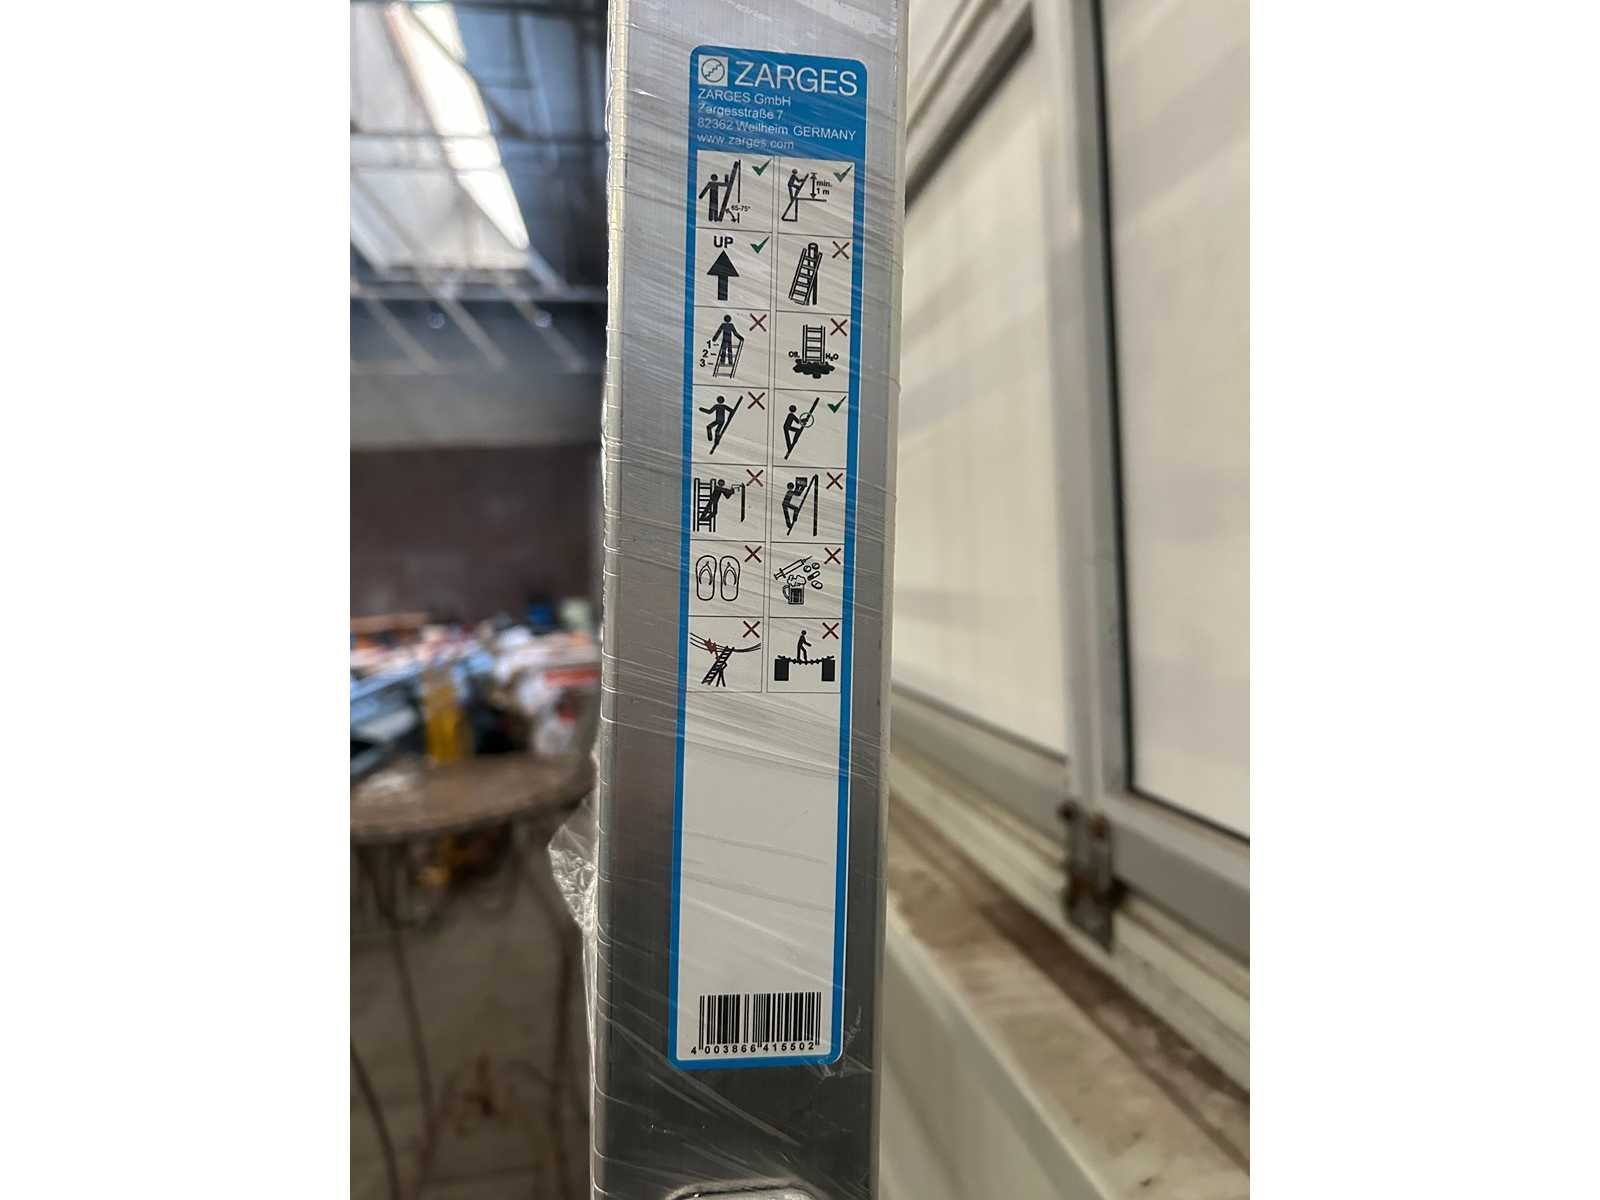 ZARGES
ZARGES GmbH
Zargesstraße 7
82362 Weilheim GERMANY
www.zarges.com
65-75°
min.
1 m
UP
1
2
3
OIL
H₂O
4 003866 415502